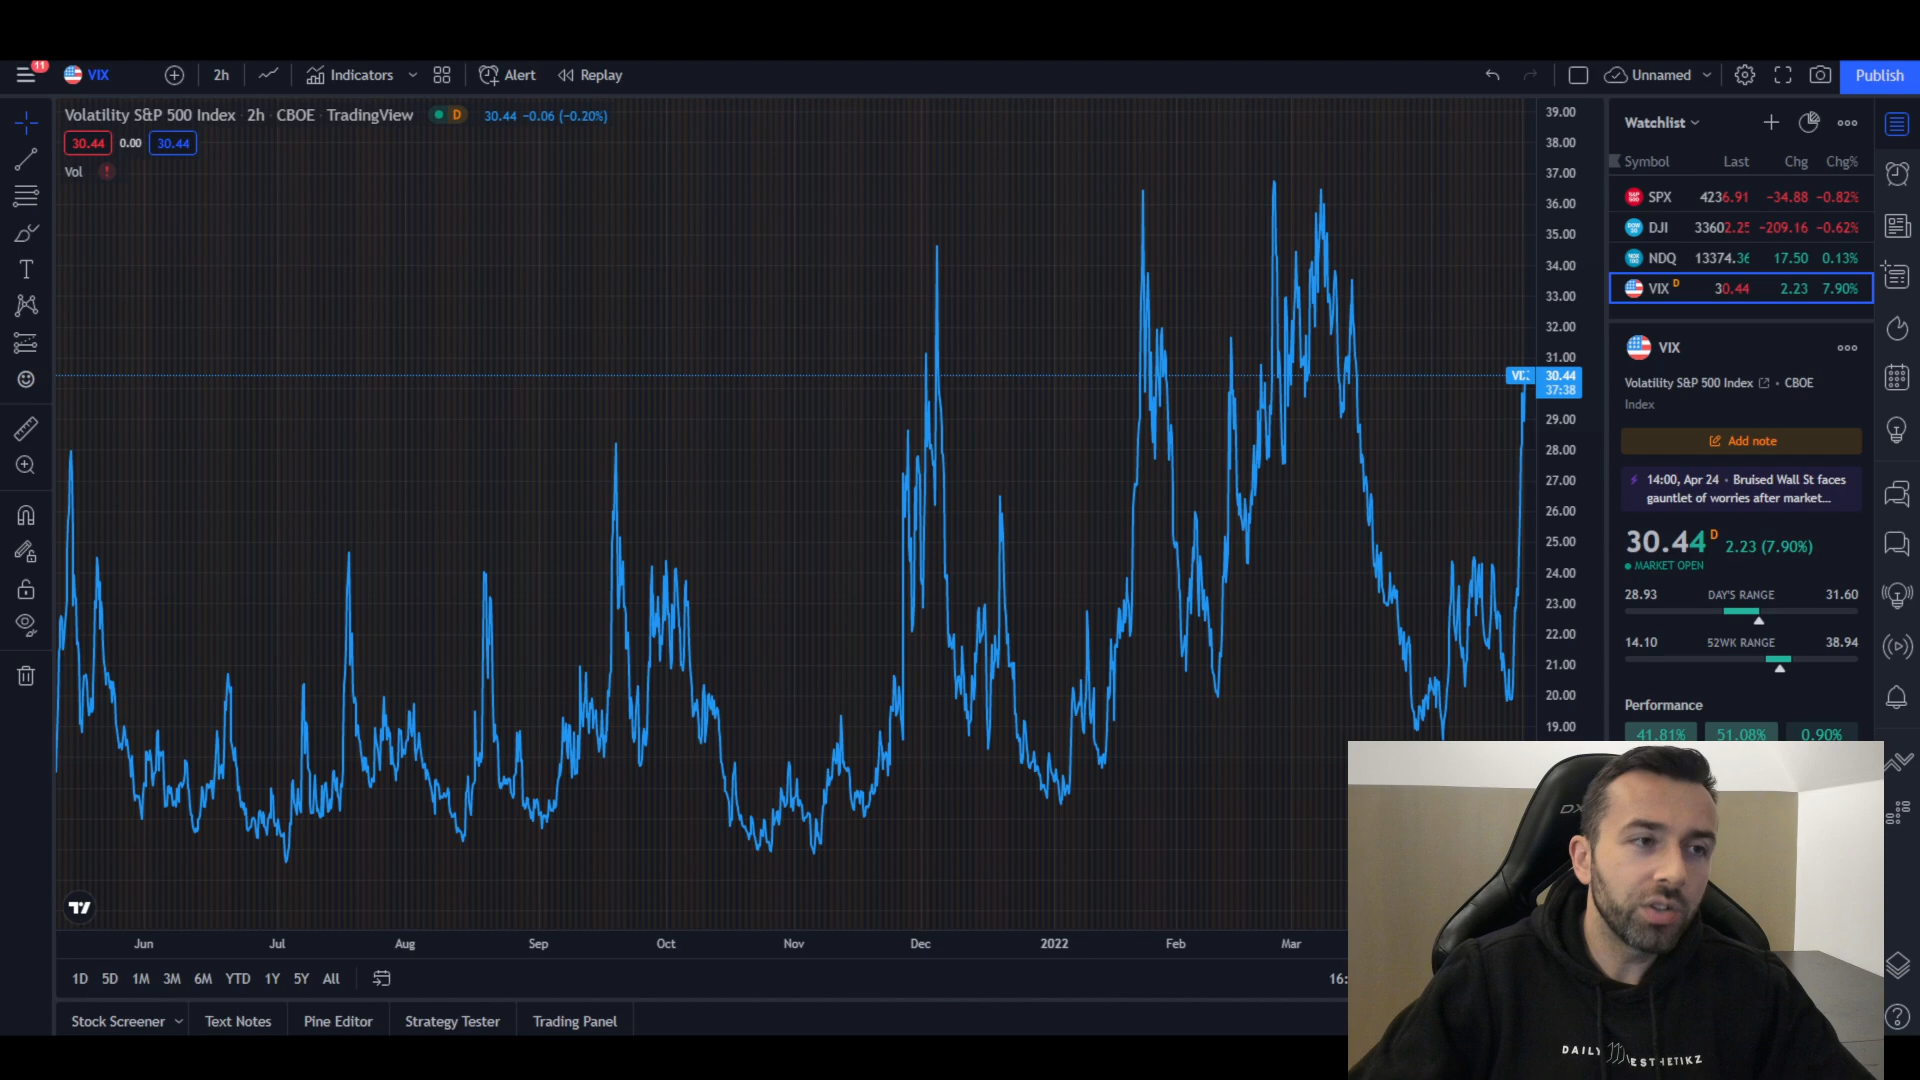 11
VIX
2h
Indicators
Alert
Replay
Unnamed
Publish
Volatility S&P 500 Index · 2h · CBOE · TradingView
D
30.44 −0.06 (−0.20%)
30.44 0.00 30.44
Vol !
39.00
38.00
37.00
36.00
35.00
34.00
33.00
32.00
31.00
VIX 30.44
37:38
29.00
28.00
27.00
26.00
25.00
24.00
23.00
22.00
21.00
20.00
19.00
Watchlist
Symbol Last Chg Chg%
SPX 4236.91 −34.88 −0.82%
DJI 33602.25 −209.16 −0.62%
NDQ 13374.36 17.50 0.13%
VIX D 30.44 2.23 7.90%
VIX
Volatility S&P 500 Index • CBOE
Index
Add note
14:00, Apr 24 • Bruised Wall St faces
gauntlet of worries after market...
30.44 D 2.23 (7.90%)
MARKET OPEN
28.93 DAY'S RANGE 31.60
14.10 52WK RANGE 38.94
Performance
41.81% 51.08% 0.90%
Jun Jul Aug Sep Oct Nov Dec 2022 Feb Mar
1D 5D 1M 3M 6M YTD 1Y 5Y All
16:
Stock Screener Text Notes Pine Editor Strategy Tester Trading Panel
DX
DAILY ESTHETIKZ